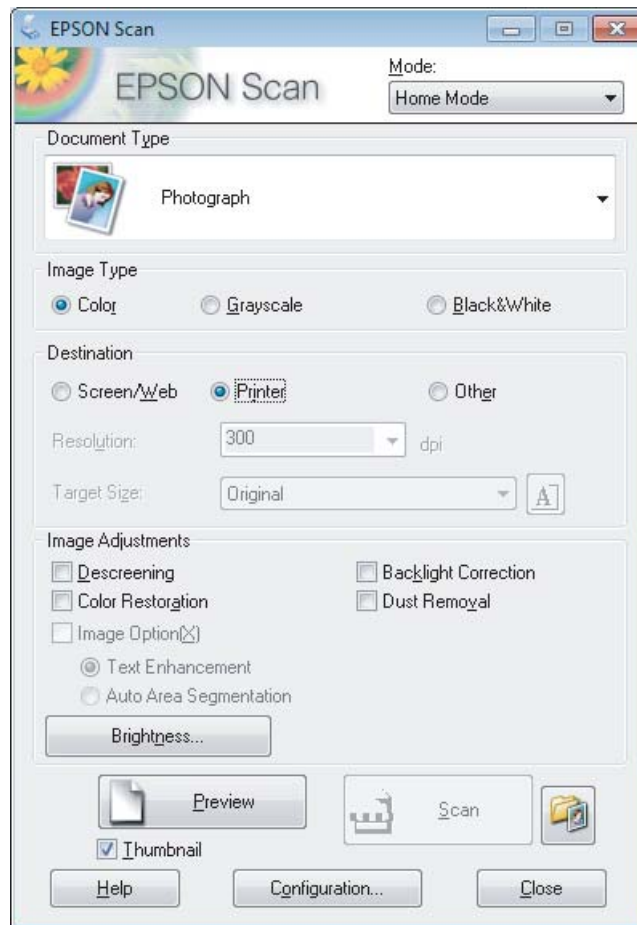 EPSON Scan
EPSON Scan
Mode:
Home Mode
Document Type
Photograph
Image Type
Color Grayscale Black&White
Destination
Screen/Web Printer Other
Resolution: 300 dpi
Target Size: Original A
Image Adjustments
Descreening Backlight Correction
Color Restoration Dust Removal
Image Option(X)
Text Enhancement
Auto Area Segmentation
Brightness...
Preview Scan
Thumbnail
Help Configuration... Close